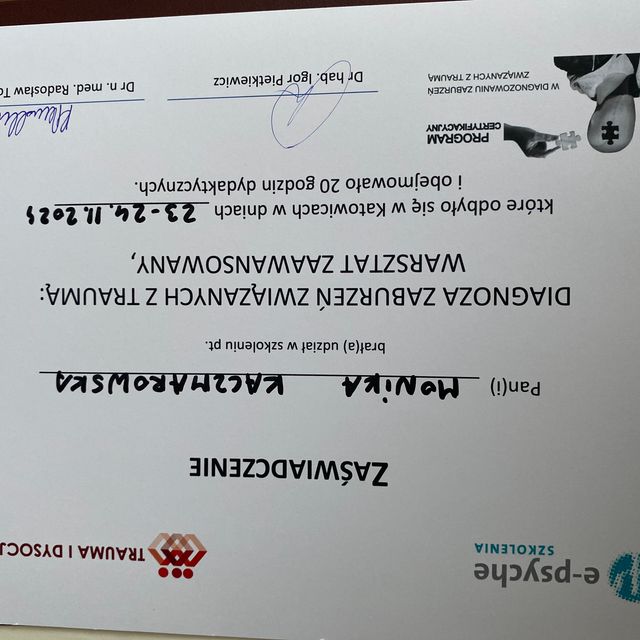 e-psyche
SZKOLENIA
TRAUMA I DYSOCJ
ZAŚWIADCZENIE
Pan(i) MONIKA KACZMAROWSKA
brał(a) udział w szkoleniu pt.
DIAGNOZA ZABURZEŃ ZWIĄZANYCH Z TRAUMĄ:
WARSZTAT ZAAWANSOWANY,
które odbyło się w Katowicach w dniach 23-24.11.2024
i obejmowało 20 godzin dydaktycznych.
PROGRAM
CERTYFIKACYJNY
W DIAGNOZOWANIU ZABURZEŃ
ZWIĄZANYCH Z TRAUMĄ
Dr hab. Igor Pietkiewicz
Dr n. med. Radosław To